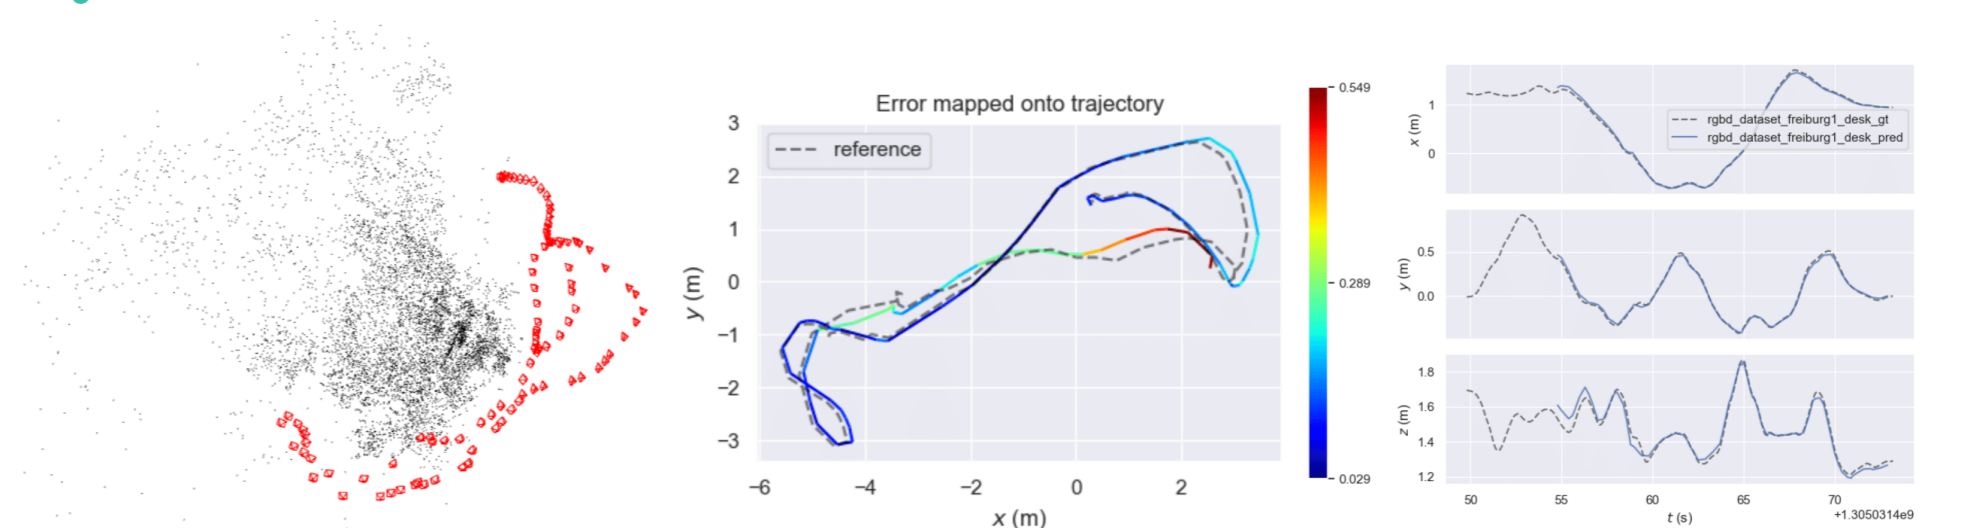 Error mapped onto trajectory
reference
3
2
1
0
−1
−2
−3
y (m)
−6
−4
−2
0
2
x (m)
0.549
0.289
0.029
1
0
x (m)
rgbd_dataset_freiburg1_desk_gt
rgbd_dataset_freiburg1_desk_pred
0.5
0.0
y (m)
1.8
1.6
1.4
1.2
z (m)
50
55
60
65
70
t (s)
+1.3050314e9